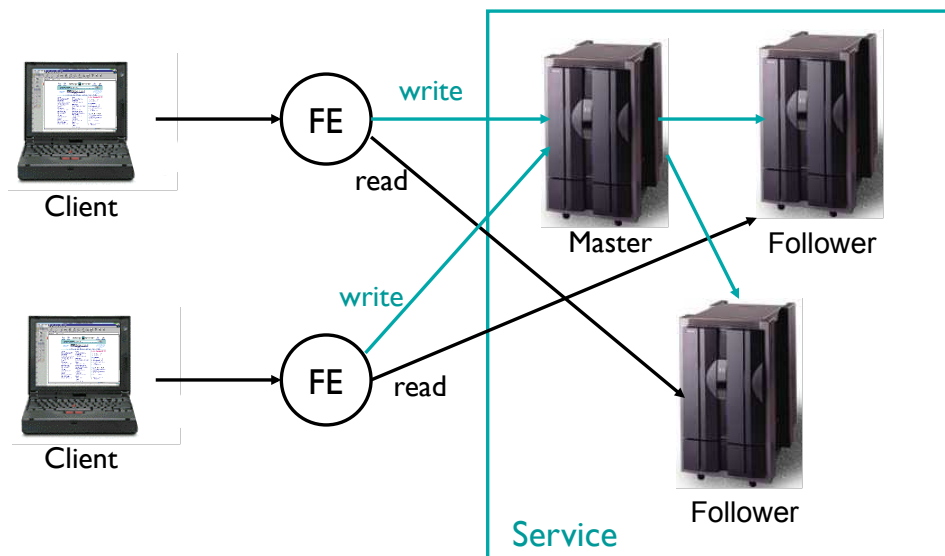 write
FE
read
Client
Master
Follower
write
FE
read
Client
Follower
Service